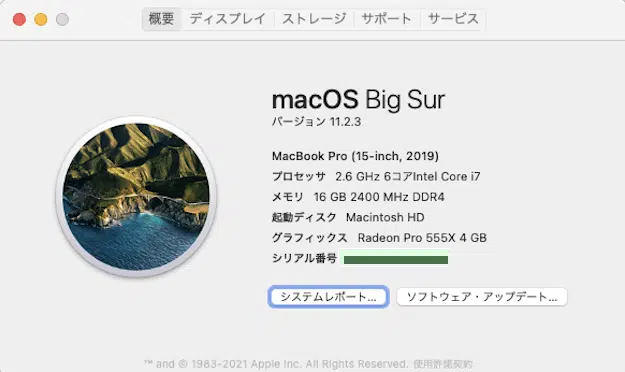 概要 ディスプレイ ストレージ サポート サービス
macOS Big Sur
バージョン 11.2.3
MacBook Pro (15-inch, 2019)
プロセッサ 2.6 GHz 6コアIntel Core i7
メモリ 16 GB 2400 MHz DDR4
起動ディスク Macintosh HD
グラフィックス Radeon Pro 555X 4 GB
シリアル番号
システムレポート... ソフトウェア・アップデート...
™ and © 1983-2021 Apple Inc. All Rights Reserved. 使用許諾契約